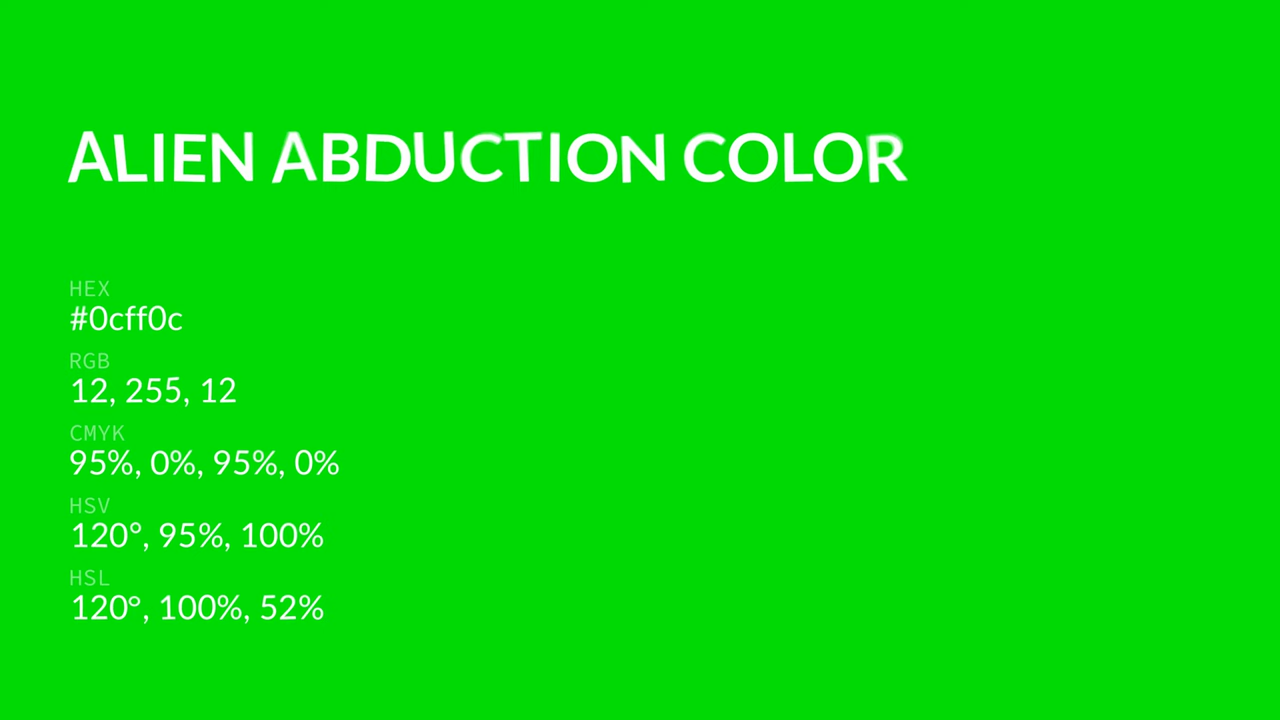 ALIEN ABDUCTION COLOR
HEX
#0cff0c
RGB
12, 255, 12
CMYK
95%, 0%, 95%, 0%
HSV
120°, 95%, 100%
HSL
120°, 100%, 52%